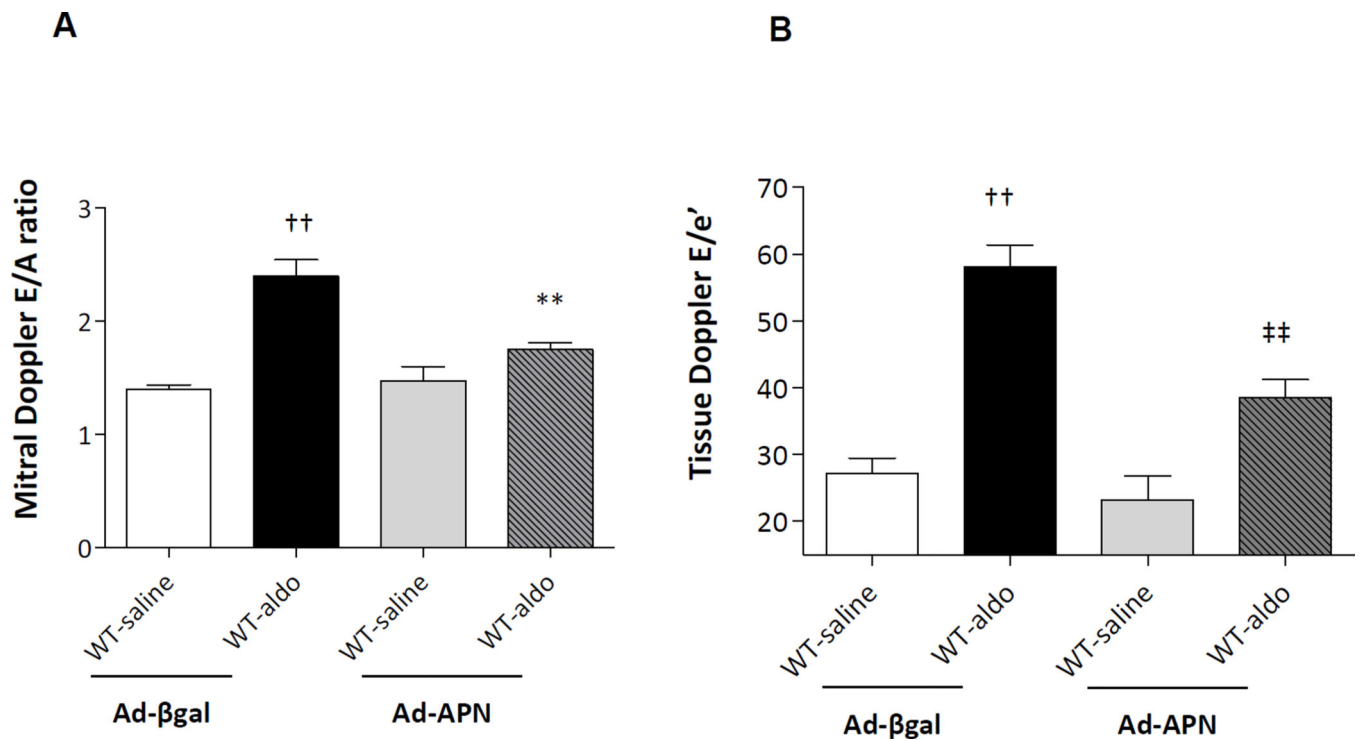 A
Mitral Doppler E/A ratio
3
2
1
0
††
**
WT-saline
WT-aldo
WT-saline
WT-aldo
Ad-βgal
Ad-APN
B
Tissue Doppler E/e’
70
60
50
40
30
20
††
‡‡
WT-saline
WT-aldo
WT-saline
WT-aldo
Ad-βgal
Ad-APN